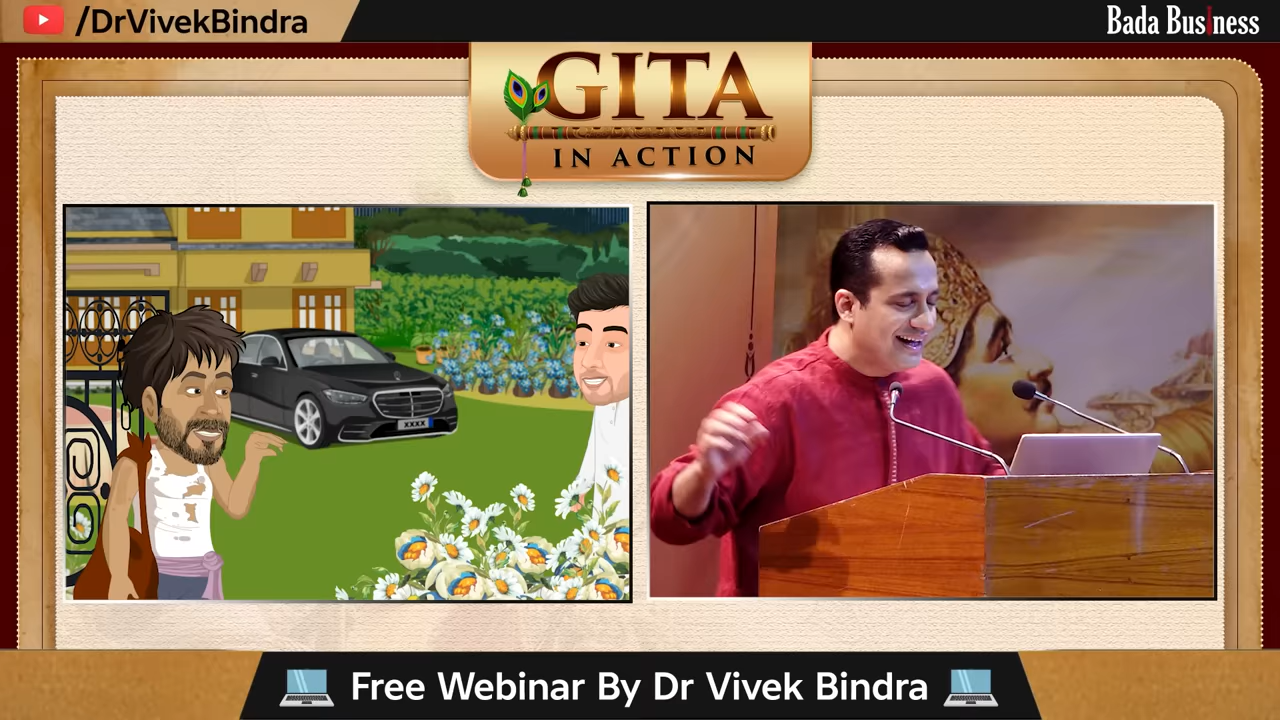 /DrVivekBindra
Bada Business
GITA
IN ACTION
XXXX
Free Webinar By Dr Vivek Bindra